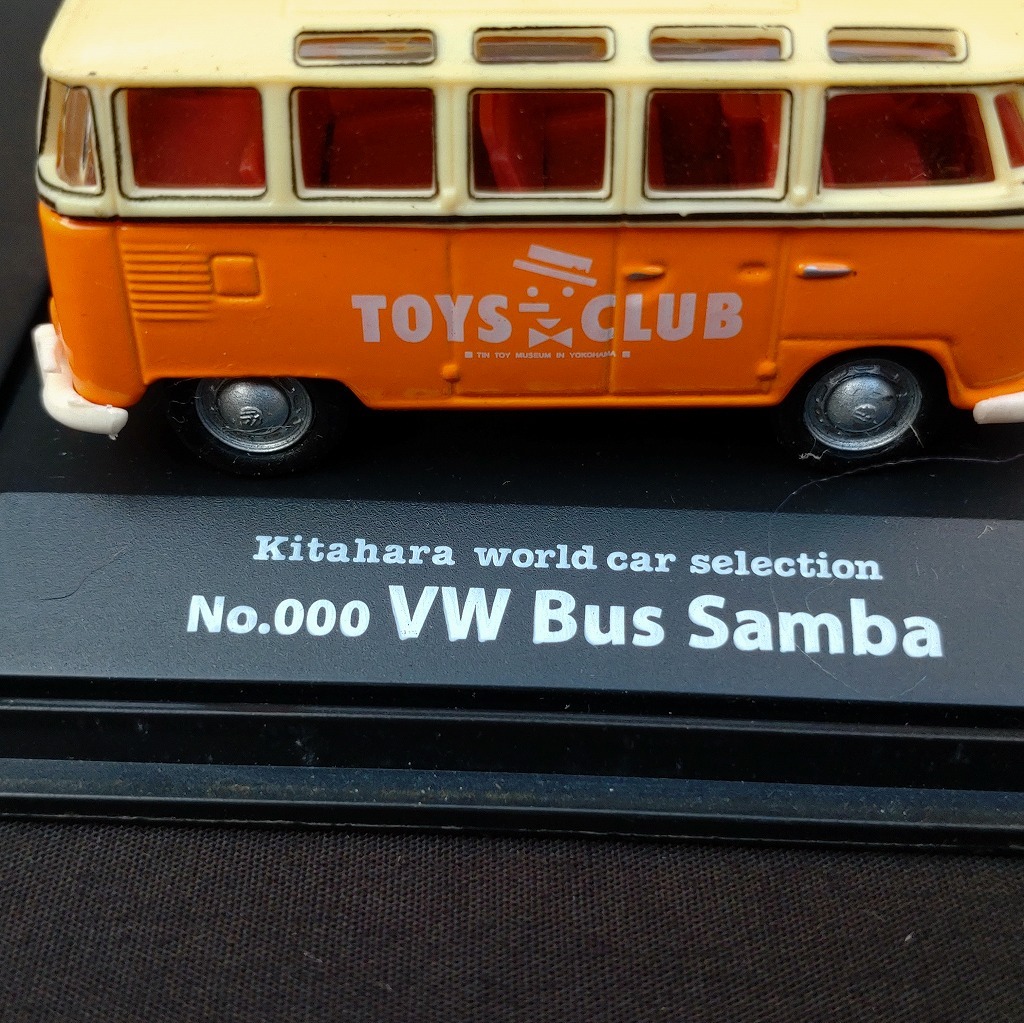 TOYS CLUB
TIN TOY MUSEUM IN YOKOHAMA
Kitahara world car selection
No.000 VW Bus Samba